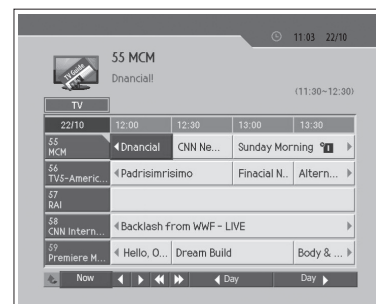 11:03 22/10
55 MCM
Dnancial!
(11:30~12:30)
TV Guide
TV
22/10 12:00 12:30 13:00 13:30
55 MCM Dnancial CNN Ne... Sunday Morning
56 TV5-Americ... Padrisimrisimo Finacial N.. Altern...
57 RAI
58 CNN Intern... Backlash from WWF - LIVE
59 Premiere M... Hello, O... Dream Build Body & ...
Now Day Day